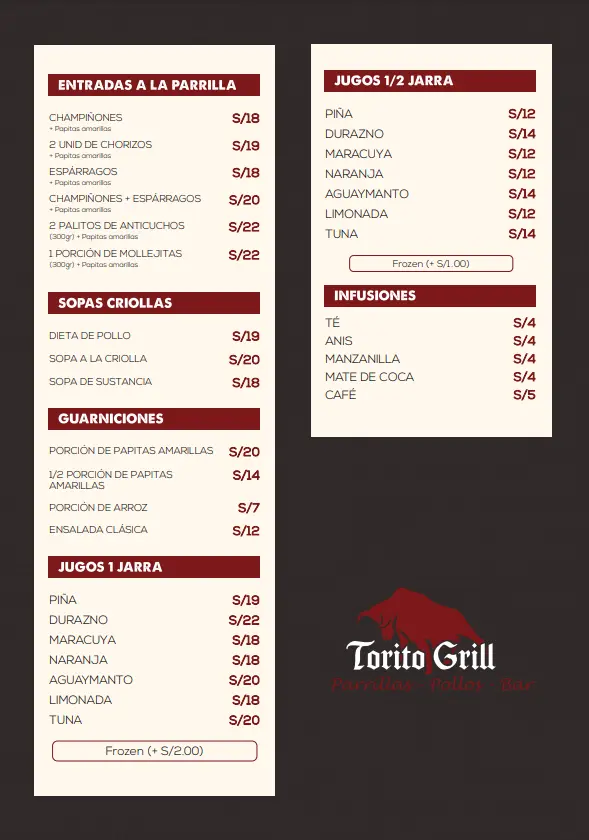 ENTRADAS A LA PARRILLA
CHAMPIÑONES S/18
+ Papitas amarillas
2 UNID DE CHORIZOS S/19
+ Papitas amarillas
ESPÁRRAGOS S/18
+ Papitas amarillas
CHAMPIÑONES + ESPÁRRAGOS S/20
+ Papitas amarillas
2 PALITOS DE ANTICUCHOS S/22
(300gr) + Papitas amarillas
1 PORCIÓN DE MOLLEJITAS S/22
(300gr) + Papitas amarillas
SOPAS CRIOLLAS
DIETA DE POLLO S/19
SOPA A LA CRIOLLA S/20
SOPA DE SUSTANCIA S/18
GUARNICIONES
PORCIÓN DE PAPITAS AMARILLAS S/20
1/2 PORCIÓN DE PAPITAS S/14
AMARILLAS
PORCIÓN DE ARROZ S/7
ENSALADA CLÁSICA S/12
JUGOS 1 JARRA
PIÑA S/19
DURAZNO S/22
MARACUYA S/18
NARANJA S/18
AGUAYMANTO S/20
LIMONADA S/18
TUNA S/20
Frozen (+ S/2.00)
JUGOS 1/2 JARRA
PIÑA S/12
DURAZNO S/14
MARACUYA S/12
NARANJA S/12
AGUAYMANTO S/14
LIMONADA S/12
TUNA S/14
Frozen (+ S/1.00)
INFUSIONES
TÉ S/4
ANIS S/4
MANZANILLA S/4
MATE DE COCA S/4
CAFÉ S/5
Torito Grill
Parrillas - Pollos - Bar